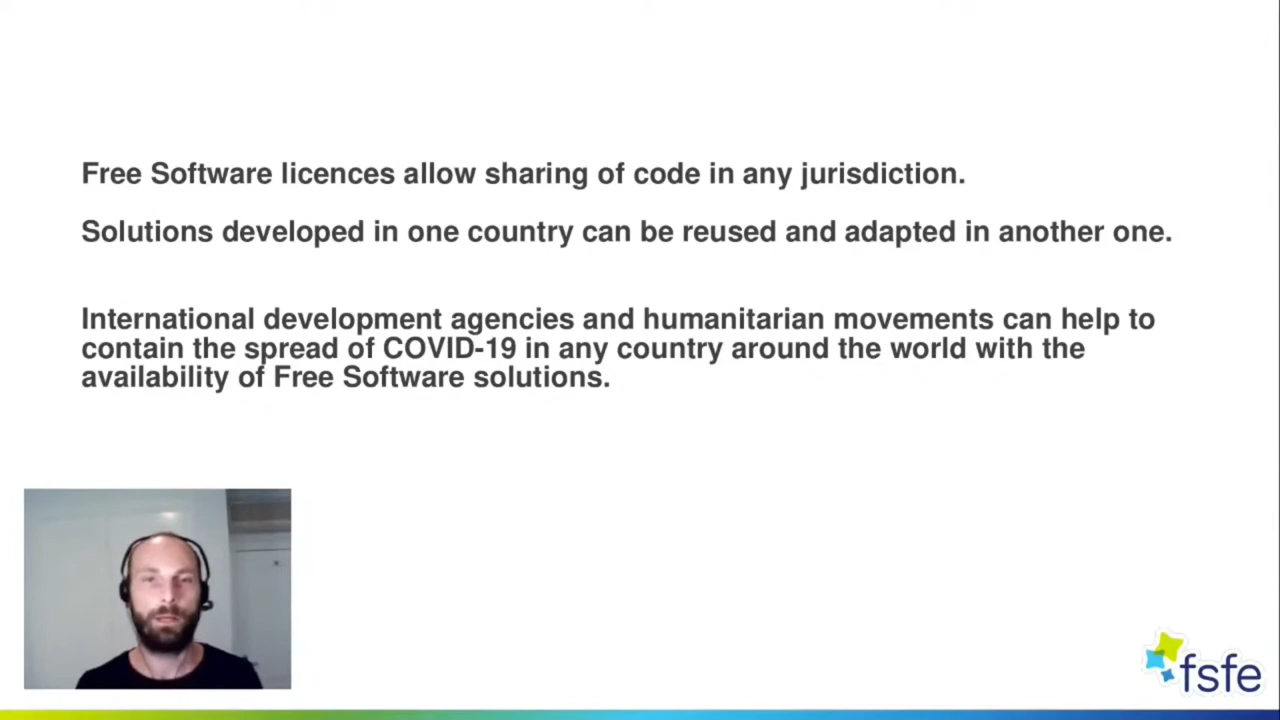 Free Software licences allow sharing of code in any jurisdiction.
Solutions developed in one country can be reused and adapted in another one.
International development agencies and humanitarian movements can help to
contain the spread of COVID-19 in any country around the world with the
availability of Free Software solutions.
fsfe